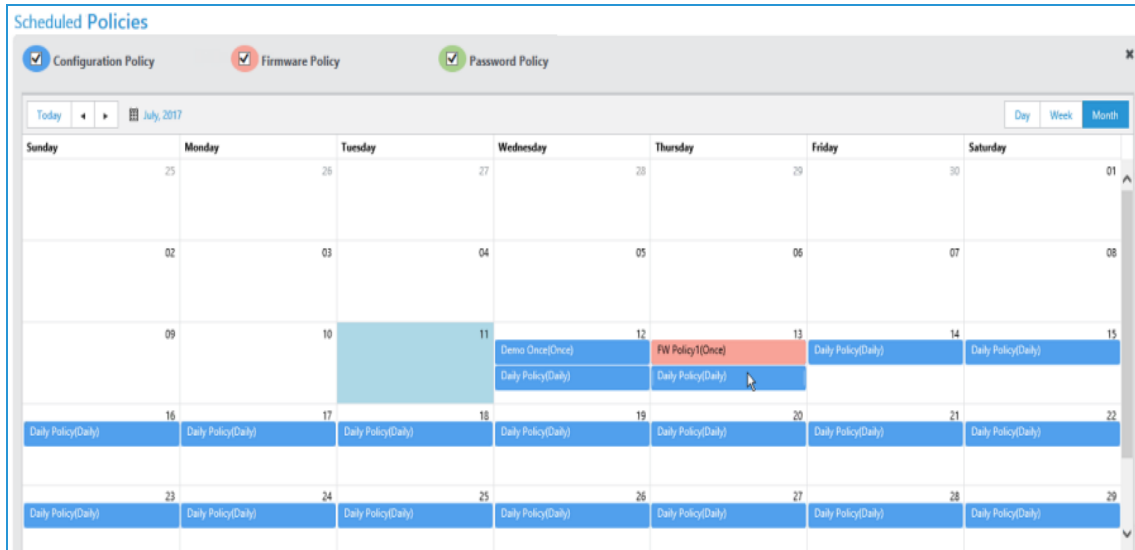 Scheduled Policies
Configuration Policy Firmware Policy Password Policy
Today July, 2017 Day Week Month
Sunday Monday Tuesday Wednesday Thursday Friday Saturday
25 26 27 28 29 30 01
02 03 04 05 06 07 08
09 10 11 12 13 14 15
Demo Once(Once) FW Policy1(Once) Daily Policy(Daily) Daily Policy(Daily)
Daily Policy(Daily) Daily Policy(Daily)
16 17 18 19 20 21 22
Daily Policy(Daily) Daily Policy(Daily) Daily Policy(Daily) Daily Policy(Daily) Daily Policy(Daily) Daily Policy(Daily) Daily Policy(Daily)
23 24 25 26 27 28 29
Daily Policy(Daily) Daily Policy(Daily) Daily Policy(Daily) Daily Policy(Daily) Daily Policy(Daily) Daily Policy(Daily) Daily Policy(Daily)